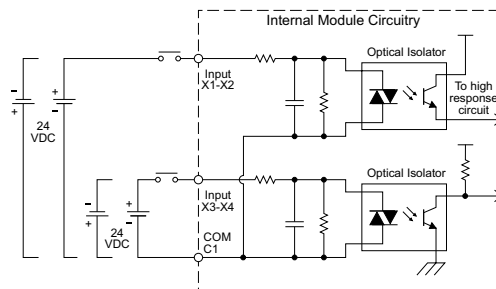 Internal Module Circuitry
Optical Isolator
Input
X1-X2
To high
response
circuit
-
+
+
-
24
VDC
Optical Isolator
Input
X3-X4
-
+
+
-
24
VDC
COM
C1